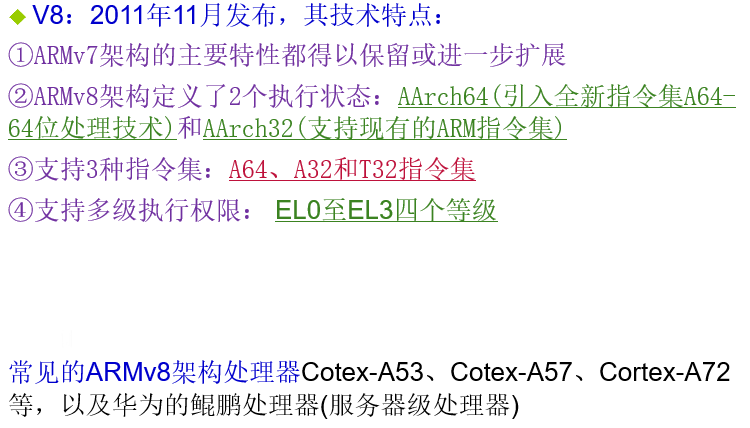 ◆ V8：2011年11月发布，其技术特点：
①ARMv7架构的主要特性都得以保留或进一步扩展
②ARMv8架构定义了2个执行状态：AArch64(引入全新指令集A64-
64位处理技术)和AArch32(支持现有的ARM指令集)
③支持3种指令集：A64、A32和T32指令集
④支持多级执行权限： EL0至EL3四个等级
常见的ARMv8架构处理器Cotex-A53、Cotex-A57、Cortex-A72
等，以及华为的鲲鹏处理器(服务器级处理器)